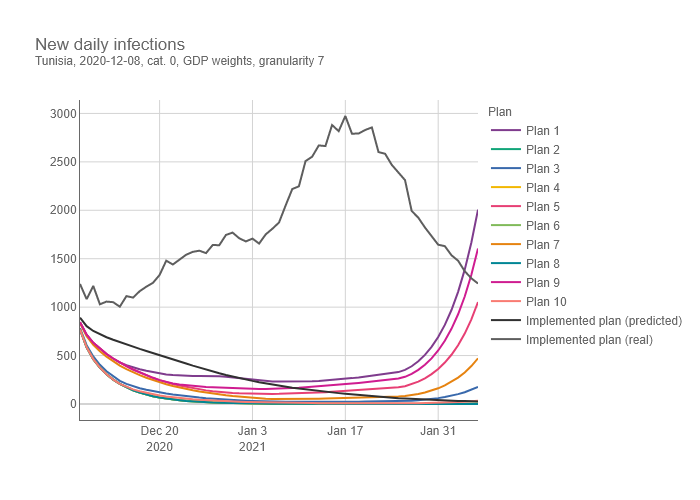 New daily infections
Tunisia, 2020-12-08, cat. 0, GDP weights, granularity 7
3000
2500
2000
1500
1000
500
0
Dec 20
2020
Jan 3
2021
Jan 17
Jan 31
Plan
Plan 1
Plan 2
Plan 3
Plan 4
Plan 5
Plan 6
Plan 7
Plan 8
Plan 9
Plan 10
Implemented plan (predicted)
Implemented plan (real)